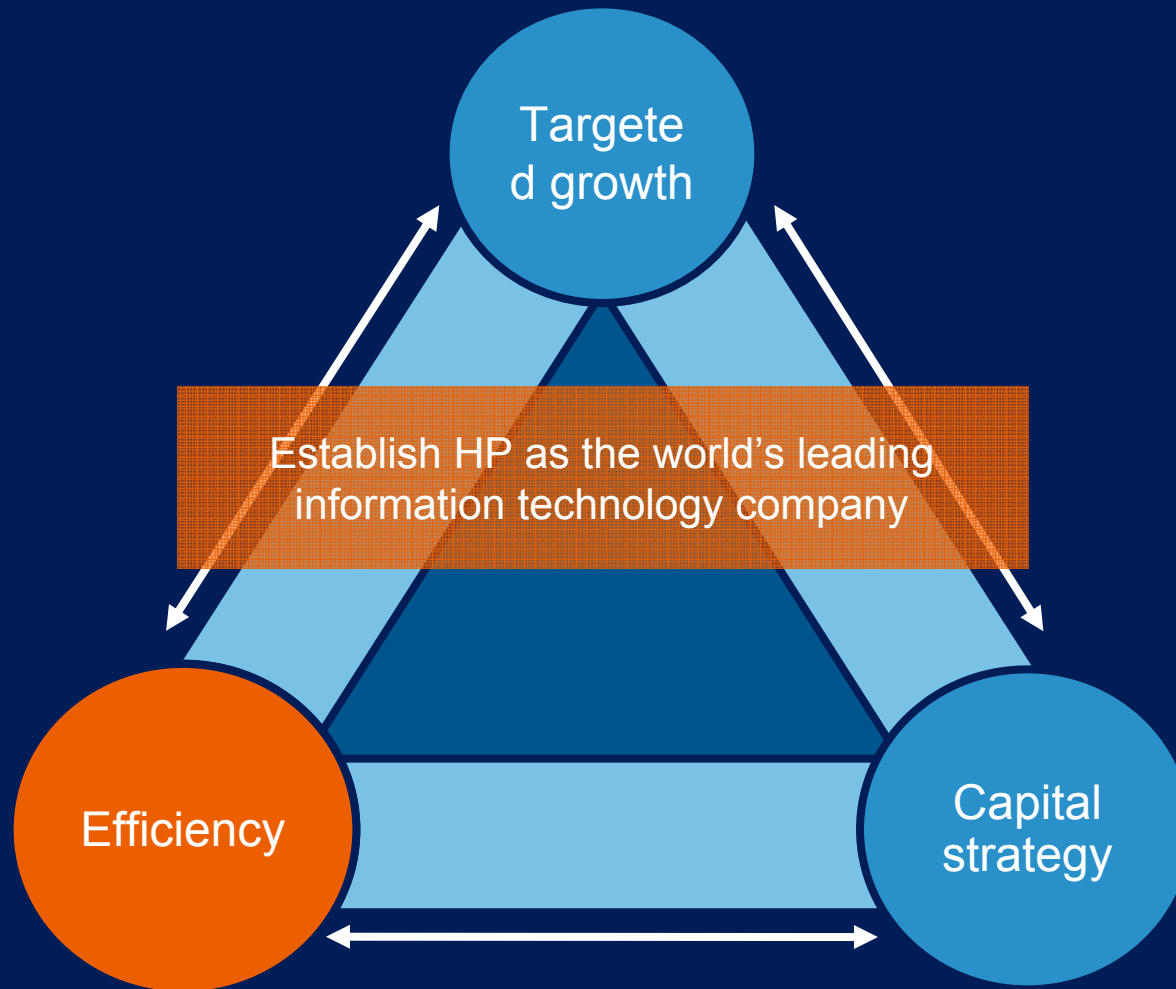 Targete
d growth
Establish HP as the world’s leading
information technology company
Efficiency
Capital
strategy